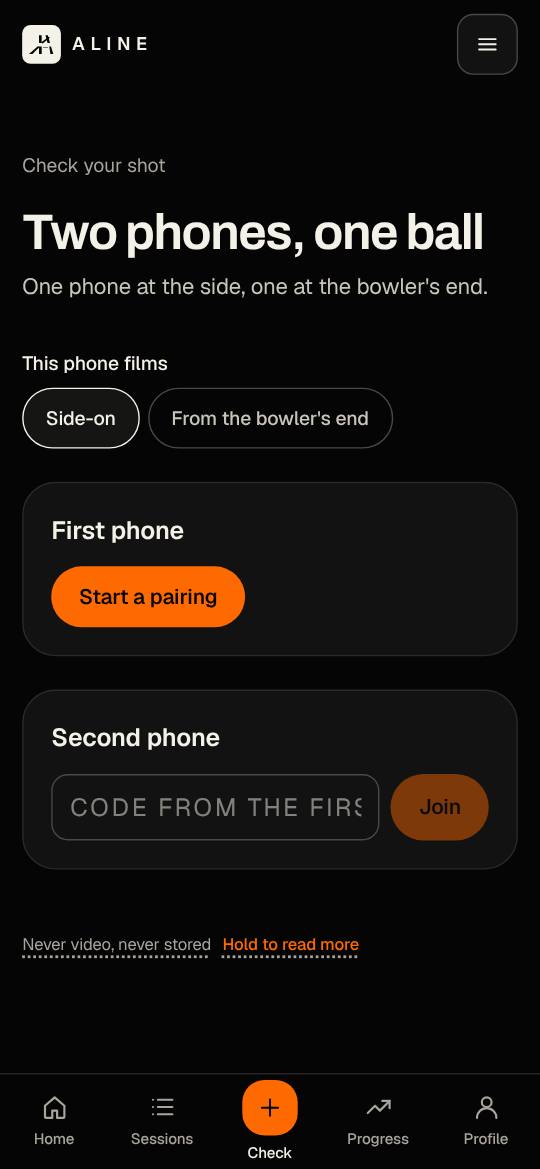 ALINE
Check your shot
Two phones, one ball
One phone at the side, one at the bowler's end.
This phone films
Side-on
From the bowler's end
First phone
Start a pairing
Second phone
CODE FROM THE FIRS
Join
Never video, never stored Hold to read more
Home
Sessions
Check
Progress
Profile